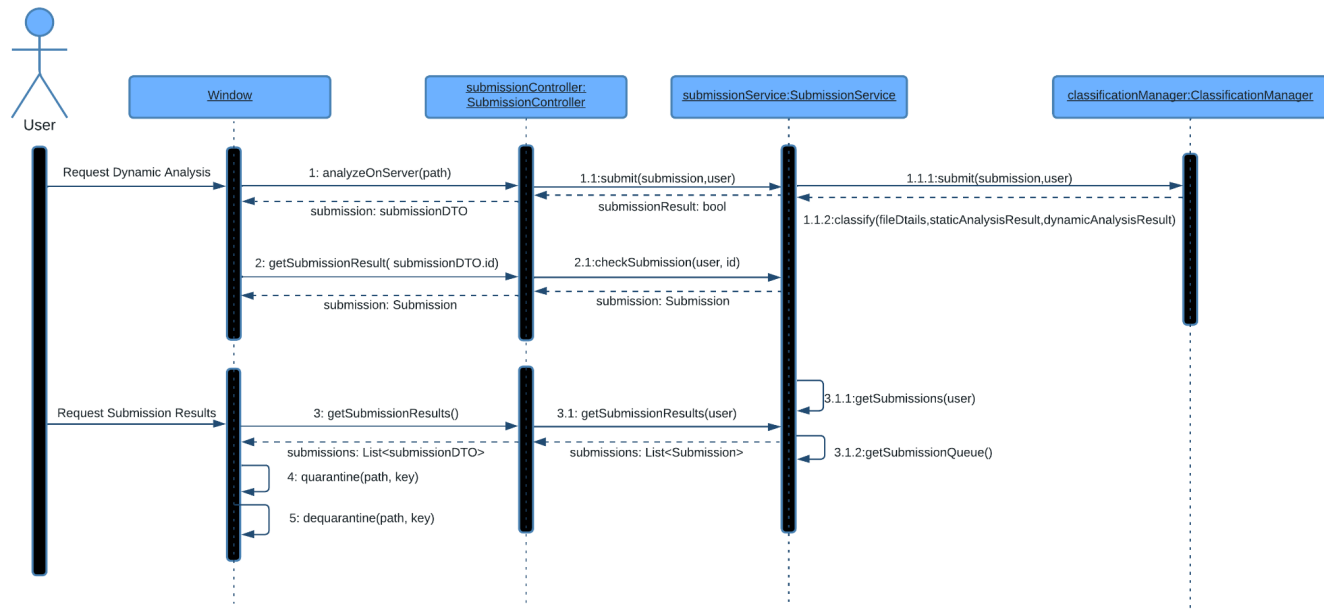 User
Window
submissionController:
SubmissionController
submissionService:SubmissionService
classificationManager:ClassificationManager
Request Dynamic Analysis
1: analyzeOnServer(path)
1.1:submit(submission,user)
1.1.1:submit(submission,user)
submission: submissionDTO
submissionResult: bool
1.1.2:classify(fileDtails,staticAnalysisResult,dynamicAnalysisResult)
2: getSubmissionResult( submissionDTO.id)
2.1:checkSubmission(user, id)
submission: Submission
submission: Submission
3.1.1:getSubmissions(user)
Request Submission Results
3: getSubmissionResults()
3.1: getSubmissionResults(user)
submissions: List<submissionDTO>
submissions: List<Submission>
3.1.2:getSubmissionQueue()
4: quarantine(path, key)
5: dequarantine(path, key)